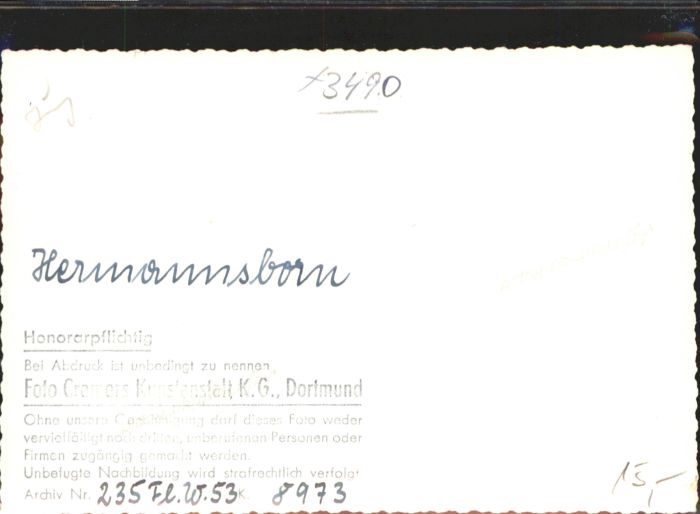 3490
Hermannsborn
Honorarpflichtig
Bei Abdruck ist unbedingt zu nennen,
Foto Cramers Kunstanstalt, K.G., Dortmund
Ohne unsere Genehmigung darf dieses Foto weder
vervielfältigt noch dritten, unberufenen Personen oder
Firmen zugängig gemacht werden.
Unbefugte Nachbildung wird strafrechtlich verfolgt
Archiv Nr. 235 Fl.W.53 K. 8973
15,-